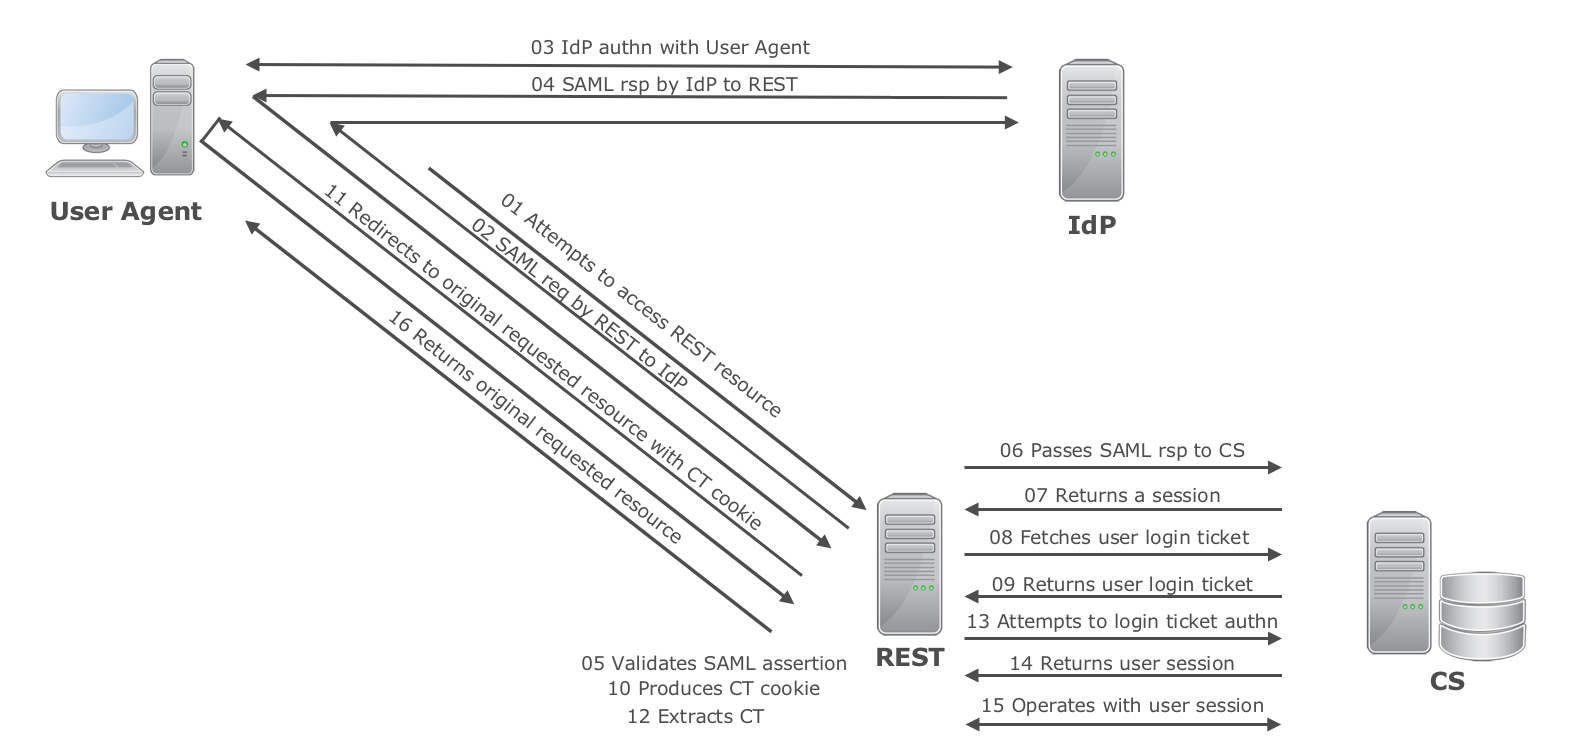 03 IdP authn with User Agent
04 SAML rsp by IdP to REST
User Agent
IdP
01 Attempts to access REST resource
02 SAML req by REST to IdP
11 Redirects to original requested resource with CT cookie
16 Returns original requested resource
06 Passes SAML rsp to CS
07 Returns a session
08 Fetches user login ticket
09 Returns user login ticket
13 Attempts to login ticket authn
14 Returns user session
15 Operates with user session
REST
CS
05 Validates SAML assertion
10 Produces CT cookie
12 Extracts CT